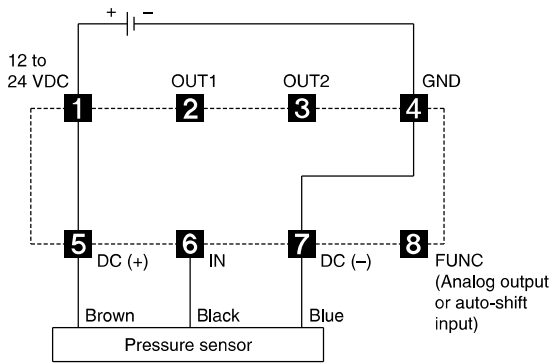 + −
12 to
24 VDC
OUT1
OUT2
GND
1
2
3
4
5
6
7
8
DC (+)
IN
DC (−)
FUNC
(Analog output
or auto-shift
input)
Brown
Black
Blue
Pressure sensor